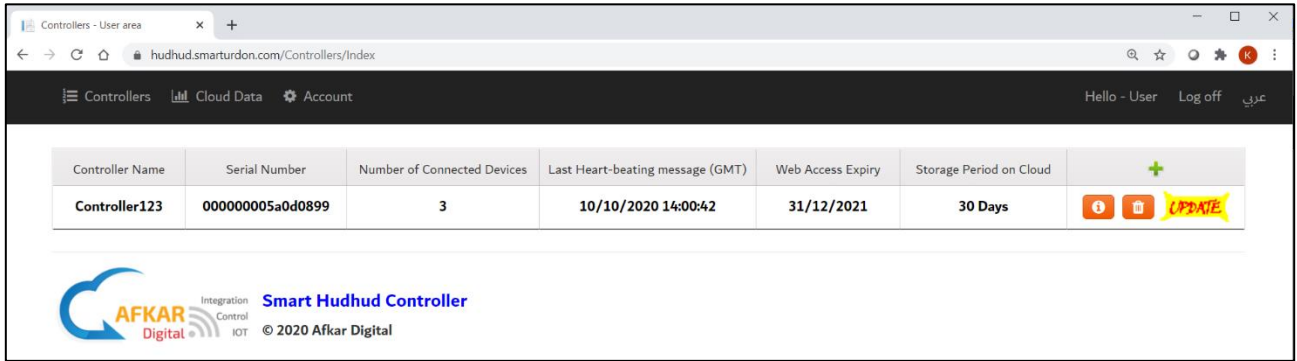 Controllers - User area
hudhud.smarturdon.com/Controllers/Index
K
Controllers Cloud Data Account Hello - User Log off عربي
Controller Name Serial Number Number of Connected Devices Last Heart-beating message (GMT) Web Access Expiry Storage Period on Cloud
Controller123 000000005a0d0899 3 10/10/2020 14:00:42 31/12/2021 30 Days UPDATE
AFKAR
Digital
Integration
Control
IOT
Smart Hudhud Controller
© 2020 Afkar Digital